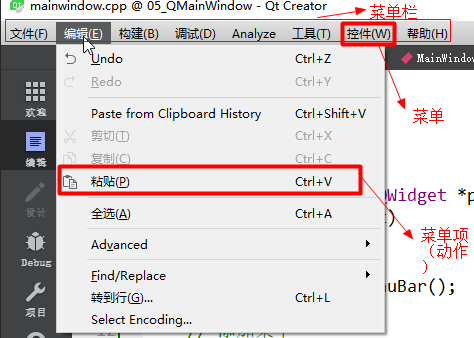 mainwindow.cpp @ 05_QMainWindow - Qt Creator
菜单栏
文件(F) 编辑(E) 构建(B) 调试(D) Analyze 工具(T) 控件(W) 帮助(H)
Undo Ctrl+Z
Redo Ctrl+Y
Paste from Clipboard History Ctrl+Shift+V
剪切(T) Ctrl+X
复制(C) Ctrl+C
粘贴(P) Ctrl+V
全选(A) Ctrl+A
Advanced
Find/Replace
转到行(G)... Ctrl+L
Select Encoding...
欢迎
编辑
设计
Debug
项目
MainWindow
菜单
Widget *p
菜单项
（动作
）
uBar();